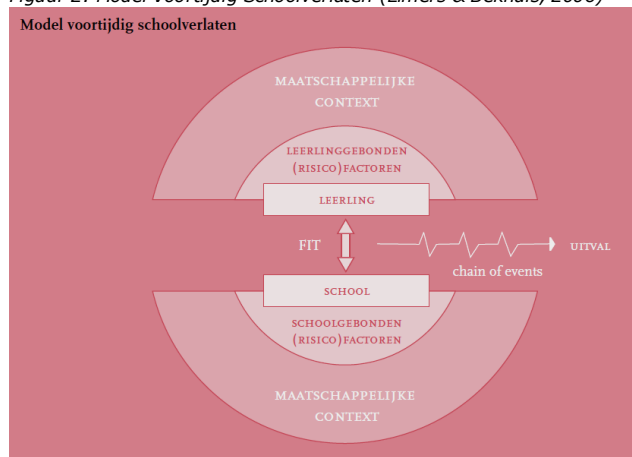 Model voortijdig schoolverlaten
MAATSCHAPPELIJKE
CONTEXT
LEERLINGGEBONDEN
(RISICO)FACTOREN
LEERLING
FIT
UITVAL
chain of events
SCHOOL
SCHOOLGEBONDEN
(RISICO)FACTOREN
MAATSCHAPPELIJKE
CONTEXT